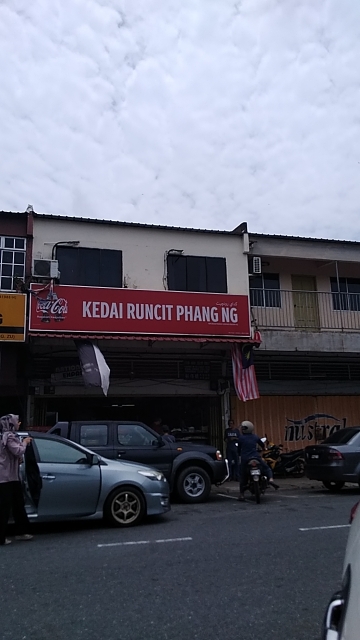 Coca-Cola
KEDAI RUNCIT PHANG NG
mistral